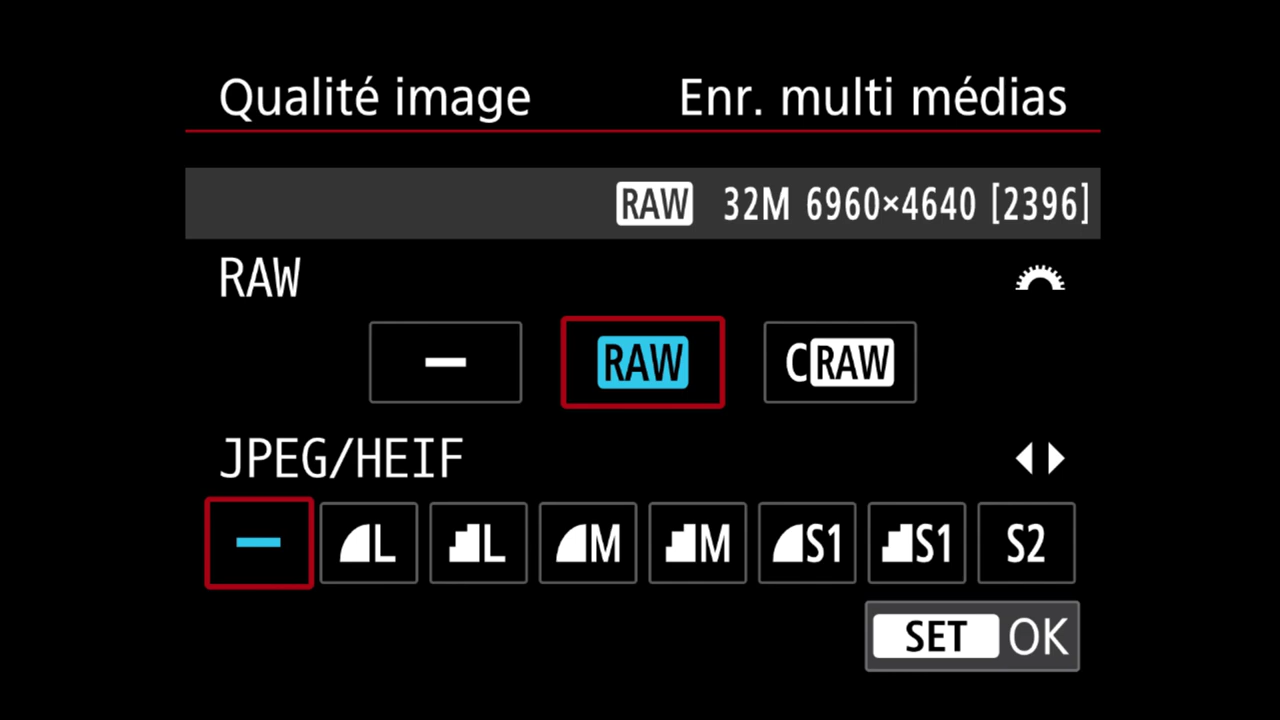 Qualité image Enr. multi médias
RAW 32M 6960×4640 [2396]
RAW
— RAW CRAW
JPEG/HEIF
— L L M M S1 S1 S2
SET OK